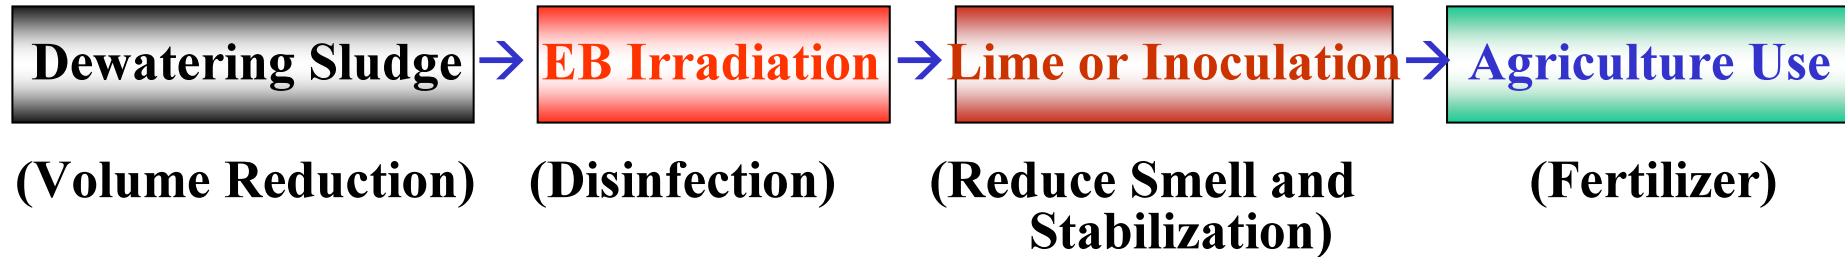 Dewatering Sludge → EB Irradiation → Lime or Inoculation → Agriculture Use
(Volume Reduction) (Disinfection) (Reduce Smell and Stabilization) (Fertilizer)